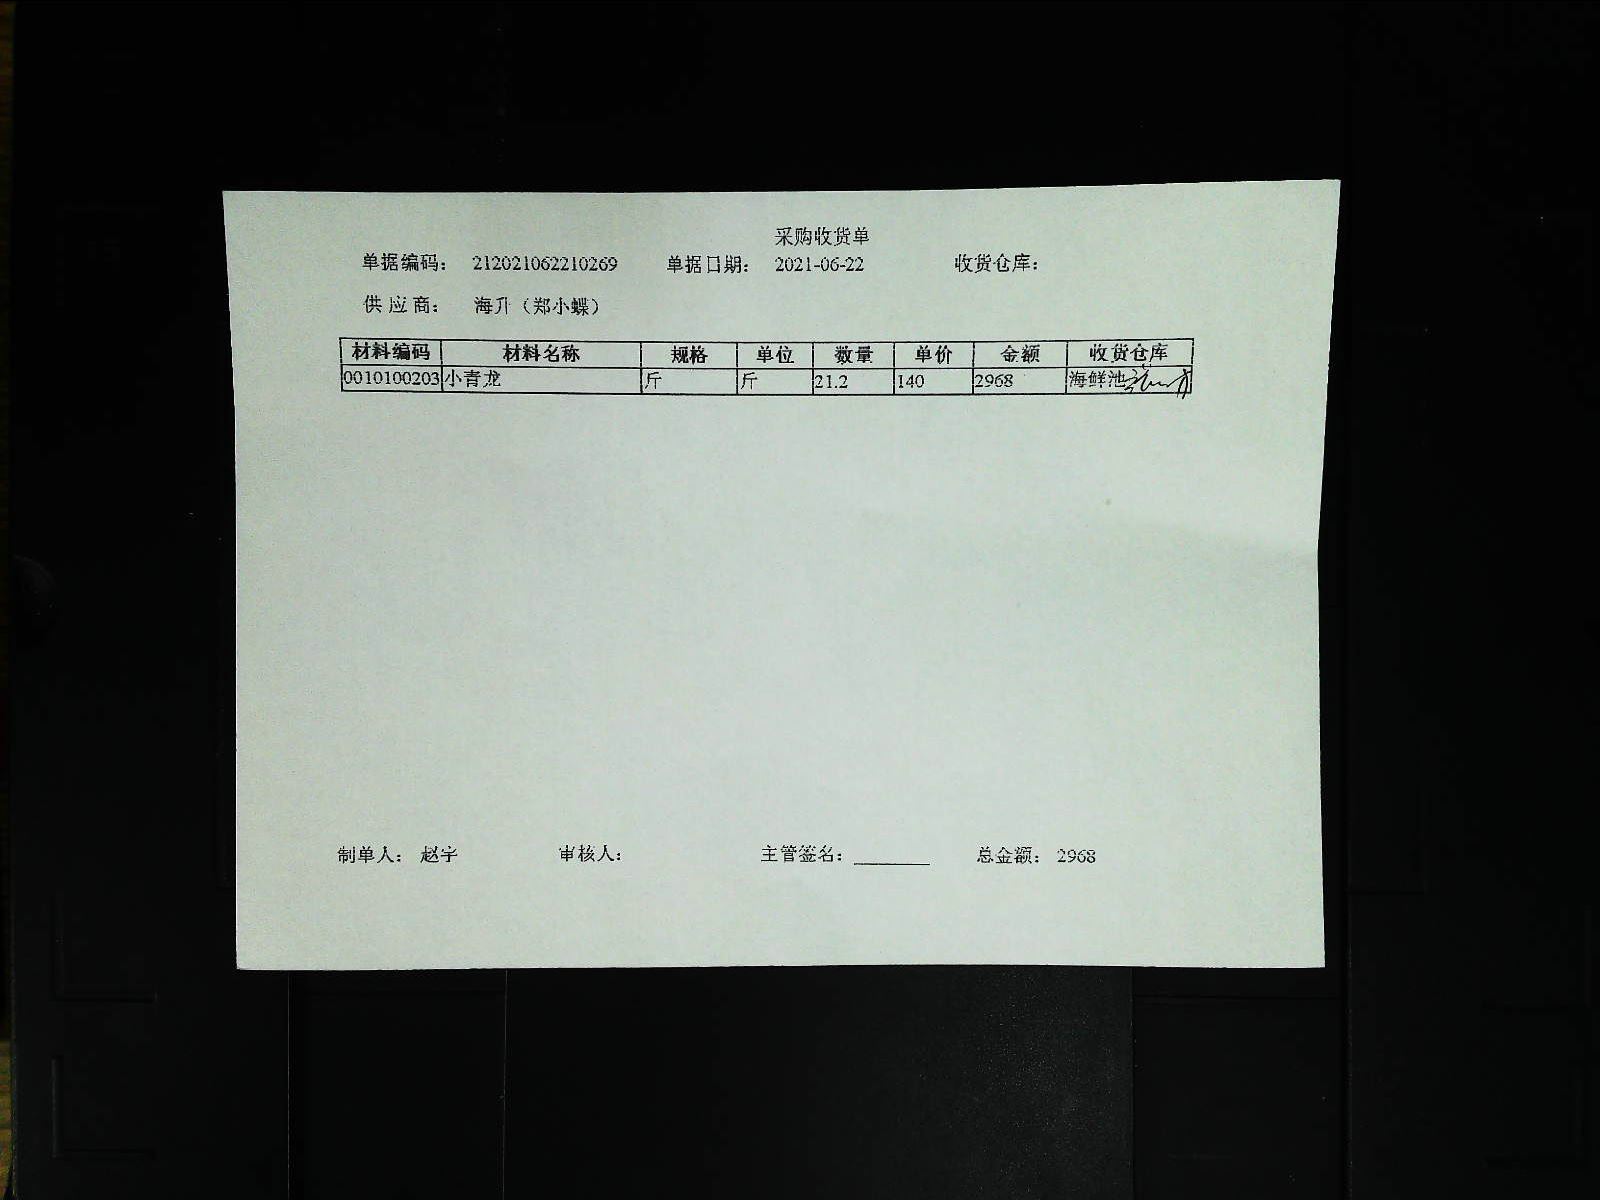 采购收货单
单据编码： 212021062210269 单据日期： 2021-06-22 收货仓库：
供 应 商： 海升（郑小蝶）
材料编码 材料名称 规格 单位 数量 单价 金额 收货仓库
0010100203 小青龙 斤 斤 21.2 140 2968 海鲜池
制单人： 赵宇 审核人： 主管签名： 总金额： 2968